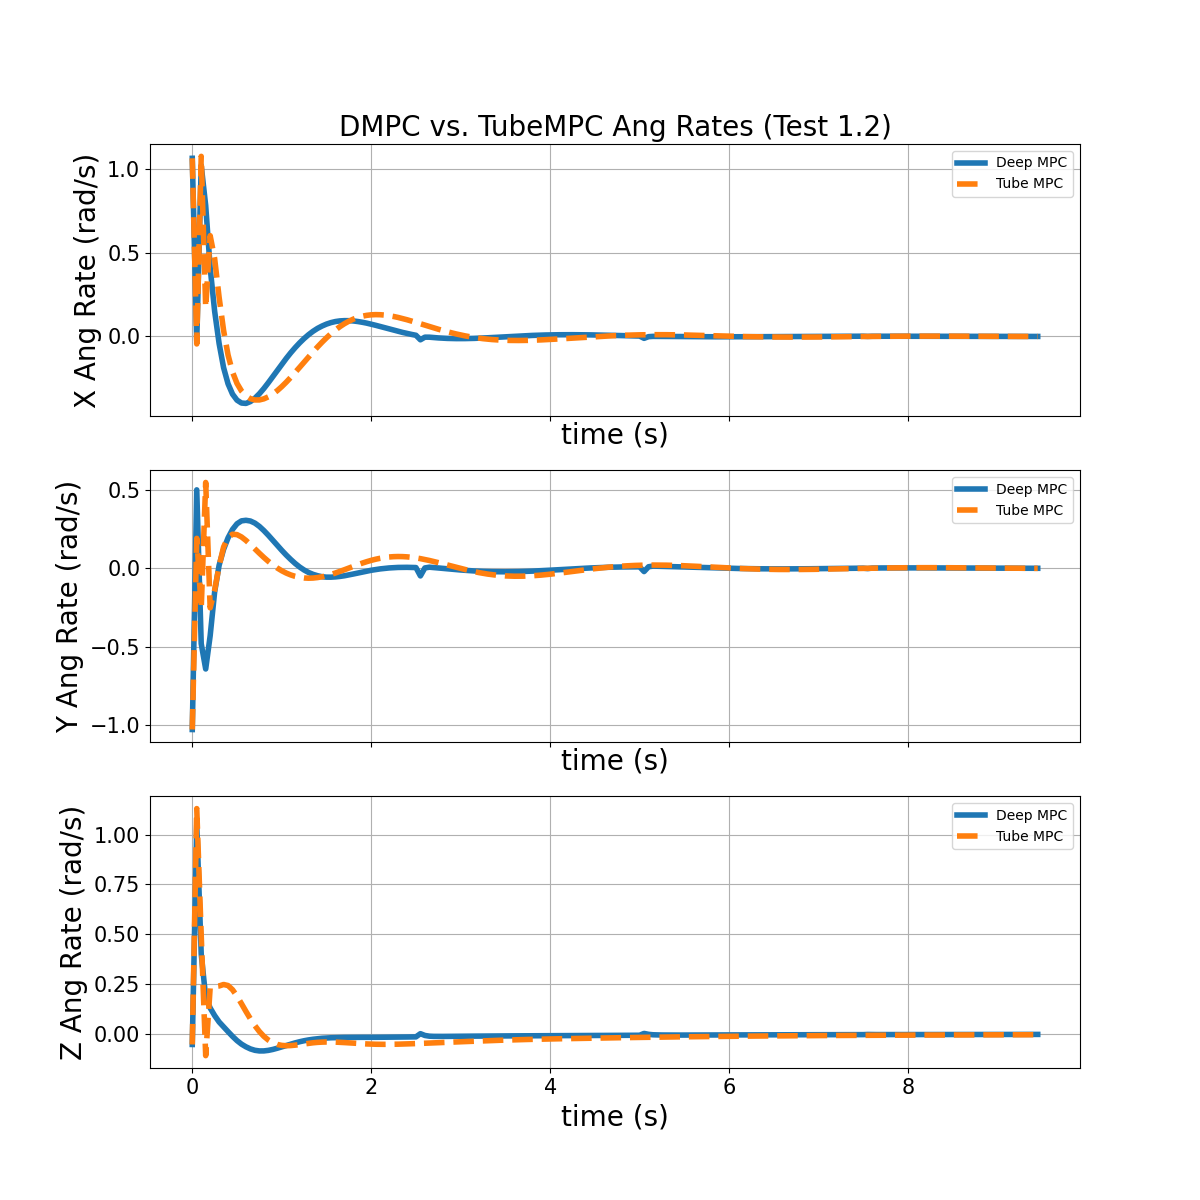 DMPC vs. TubeMPC Ang Rates (Test 1.2)
X Ang Rate (rad/s)
1.0
0.5
0.0
Deep MPC
Tube MPC
time (s)
Y Ang Rate (rad/s)
0.5
0.0
−0.5
−1.0
Deep MPC
Tube MPC
time (s)
Z Ang Rate (rad/s)
1.00
0.75
0.50
0.25
0.00
Deep MPC
Tube MPC
0 2 4 6 8
time (s)